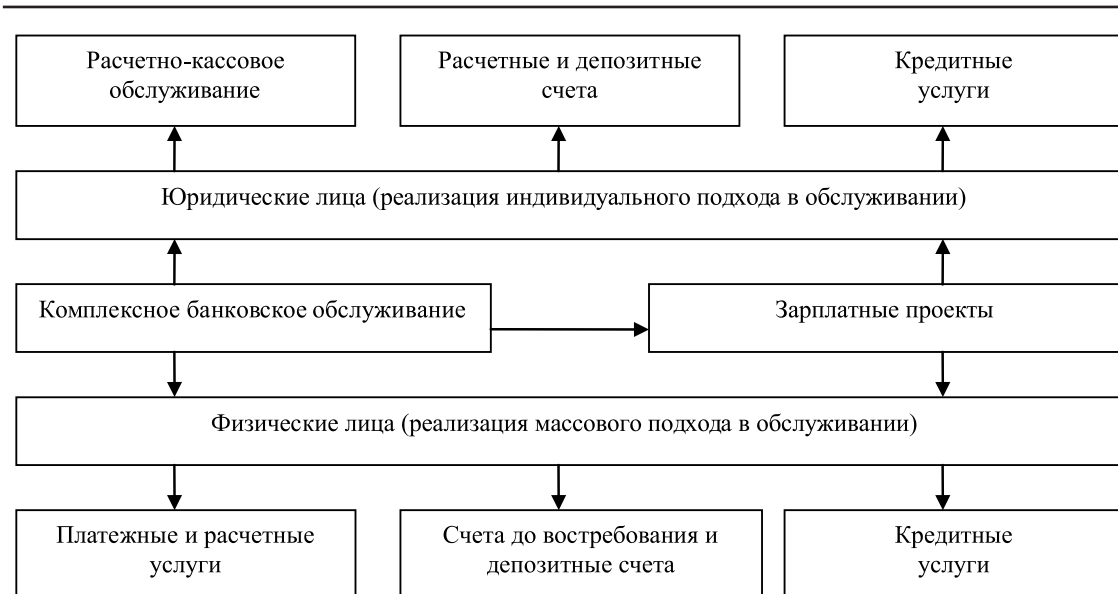 Расчетно-кассовое
обслуживание
Расчетные и депозитные
счета
Кредитные
услуги
Юридические лица (реализация индивидуального подхода в обслуживании)
Комплексное банковское обслуживание
Зарплатные проекты
Физические лица (реализация массового подхода в обслуживании)
Платежные и расчетные
услуги
Счета до востребования и
депозитные счета
Кредитные
услуги